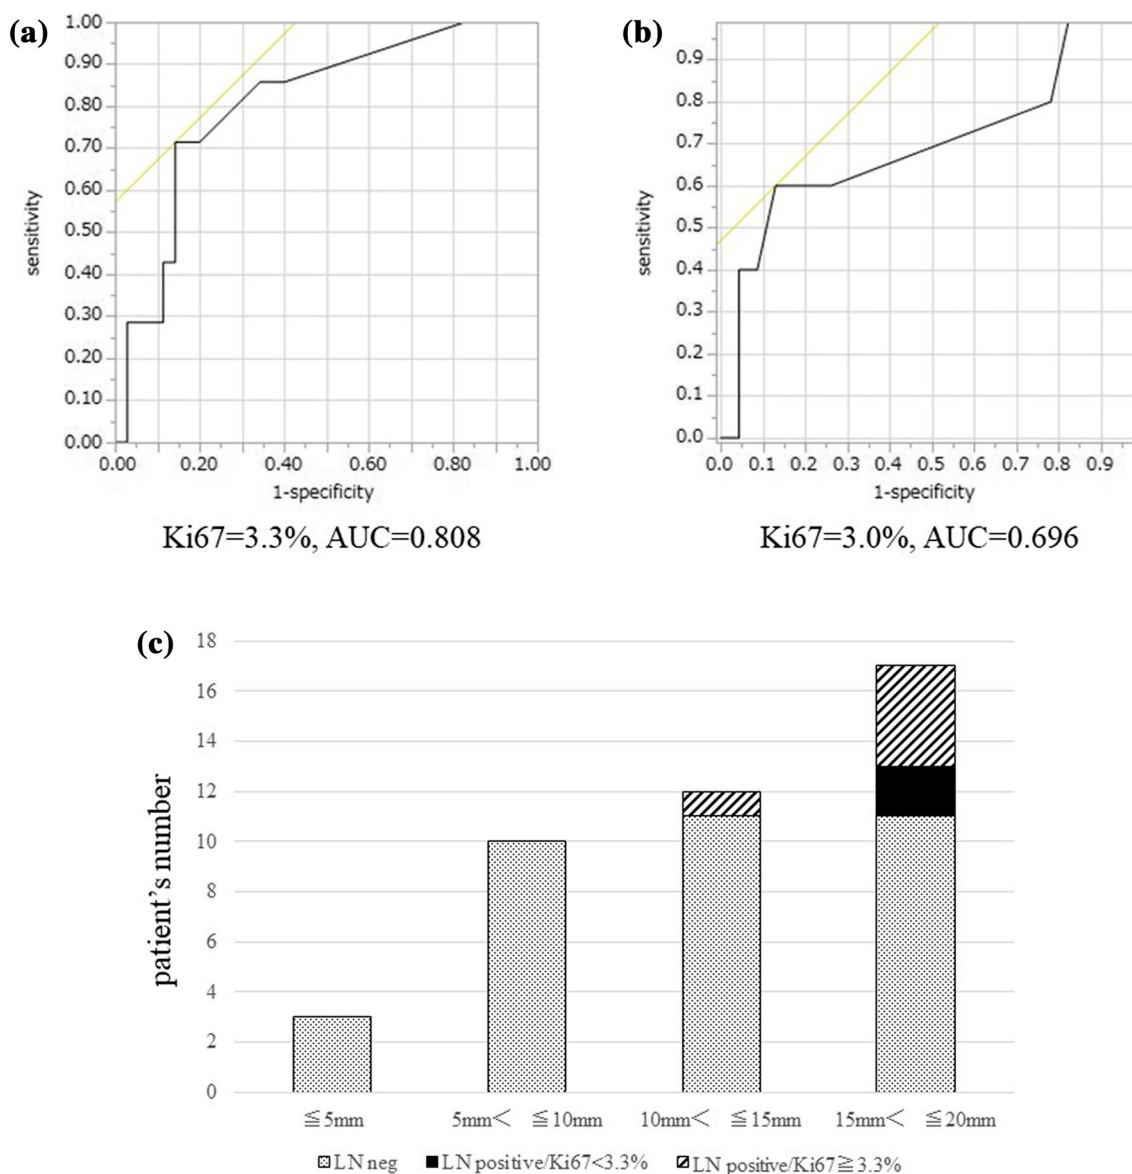 (a)
1.00
0.90
0.80
0.70
0.60
0.50
0.40
0.30
0.20
0.10
0.00
sensitivity
0.00 0.20 0.40 0.60 0.80 1.00
1-specificity
Ki67=3.3%, AUC=0.808
(b)
0.9
0.8
0.7
0.6
0.5
0.4
0.3
0.2
0.1
0.0
sensitivity
0.0 0.1 0.2 0.3 0.4 0.5 0.6 0.7 0.8 0.9
1-specificity
Ki67=3.0%, AUC=0.696
(c)
18
16
14
12
10
8
6
4
2
0
patient's number
≦5mm 5mm< ≦10mm 10mm< ≦15mm 15mm< ≦20mm
LN neg LN positive/Ki67<3.3% LN positive/Ki67≧3.3%